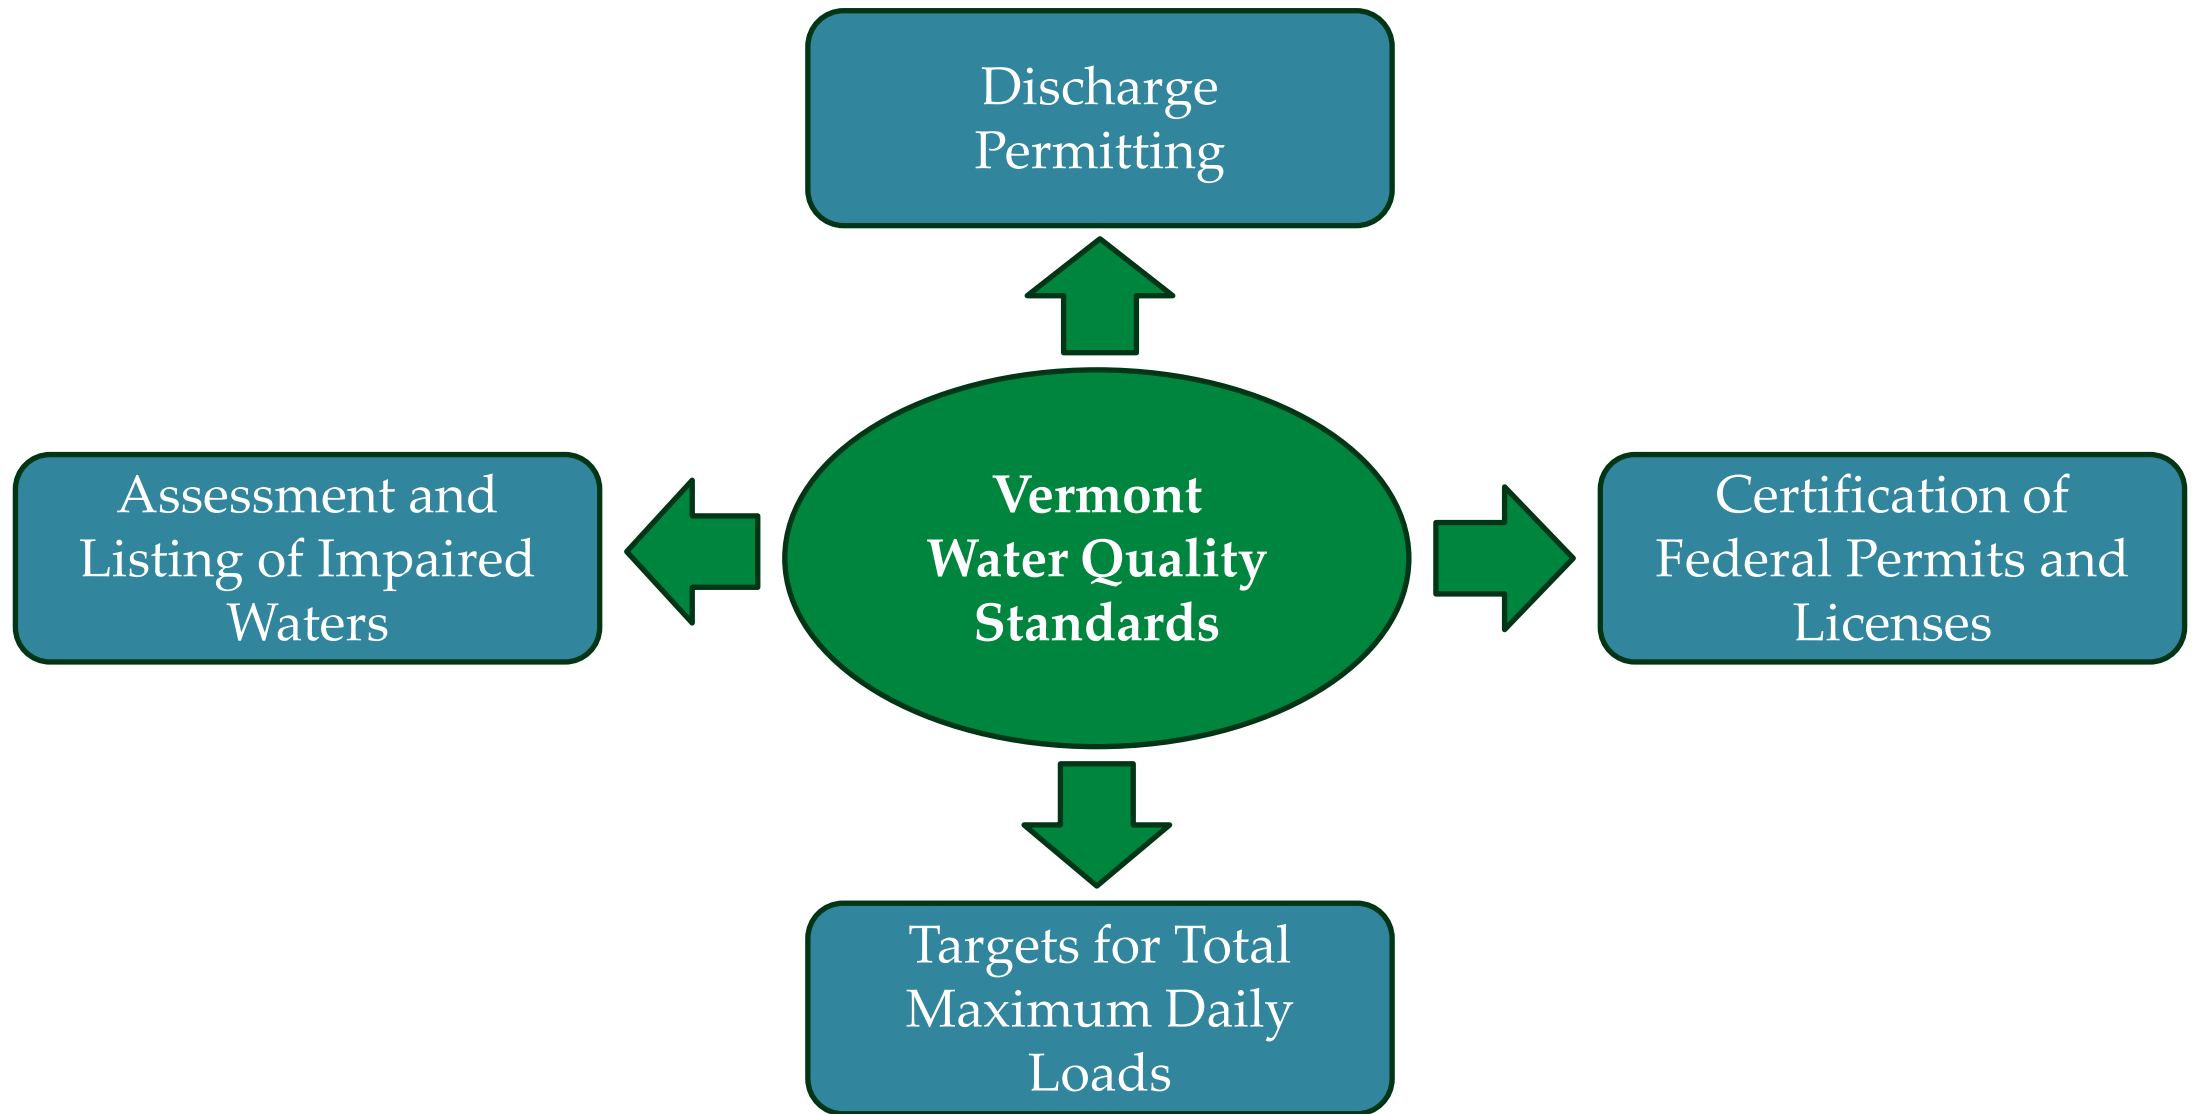 Discharge
Permitting
Assessment and
Listing of Impaired
Waters
Vermont
Water Quality
Standards
Certification of
Federal Permits and
Licenses
Targets for Total
Maximum Daily
Loads